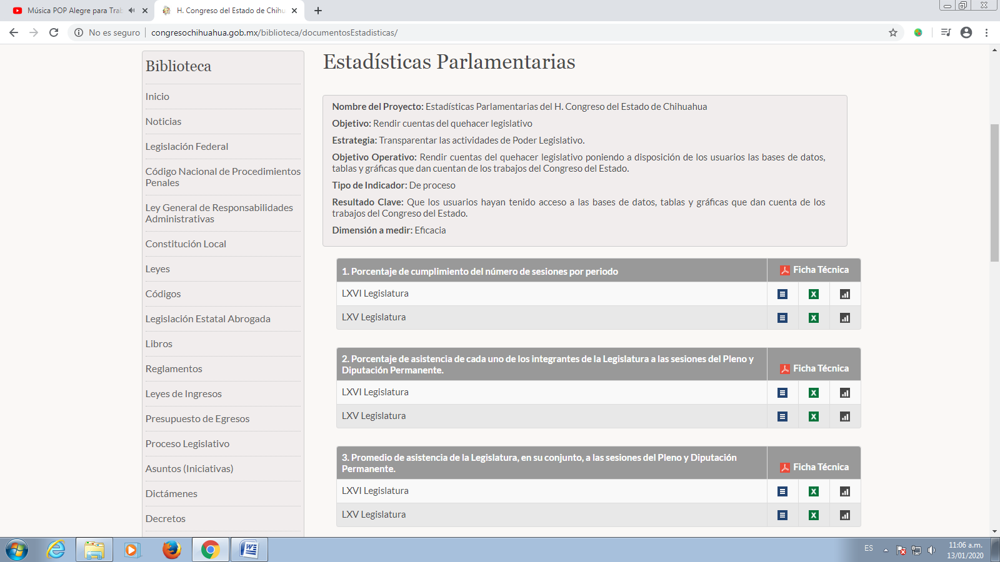 Música POP Alegre para Trab
H. Congreso del Estado de Chihu
No es seguro
congresochihuahua.gob.mx/biblioteca/documentosEstadisticas/
Biblioteca
Inicio
Noticias
Legislación Federal
Código Nacional de Procedimientos
Penales
Ley General de Responsabilidades
Administrativas
Constitución Local
Leyes
Códigos
Legislación Estatal Abrogada
Libros
Reglamentos
Leyes de Ingresos
Presupuesto de Egresos
Proceso Legislativo
Asuntos (Iniciativas)
Dictámenes
Decretos
Estadísticas Parlamentarias
Nombre del Proyecto: Estadísticas Parlamentarias del H. Congreso del Estado de Chihuahua
Objetivo: Rendir cuentas del quehacer legislativo
Estrategia: Transparentar las actividades de Poder Legislativo.
Objetivo Operativo: Rendir cuentas del quehacer legislativo poniendo a disposición de los usuarios las bases de datos,
tablas y gráficas que dan cuentan de los trabajos del Congreso del Estado.
Tipo de Indicador: De proceso
Resultado Clave: Que los usuarios hayan tenido acceso a las bases de datos, tablas y gráficas que dan cuenta de los
trabajos del Congreso del Estado.
Dimensión a medir: Eficacia
1. Porcentaje de cumplimiento del número de sesiones por periodo
Ficha Técnica
LXVI Legislatura
LXV Legislatura
2. Porcentaje de asistencia de cada uno de los integrantes de la Legislatura a las sesiones del Pleno y
Diputación Permanente.
Ficha Técnica
LXVI Legislatura
LXV Legislatura
3. Promedio de asistencia de la Legislatura, en su conjunto, a las sesiones del Pleno y Diputación
Permanente.
Ficha Técnica
LXVI Legislatura
LXV Legislatura
ES
11:06 a.m.
13/01/2020